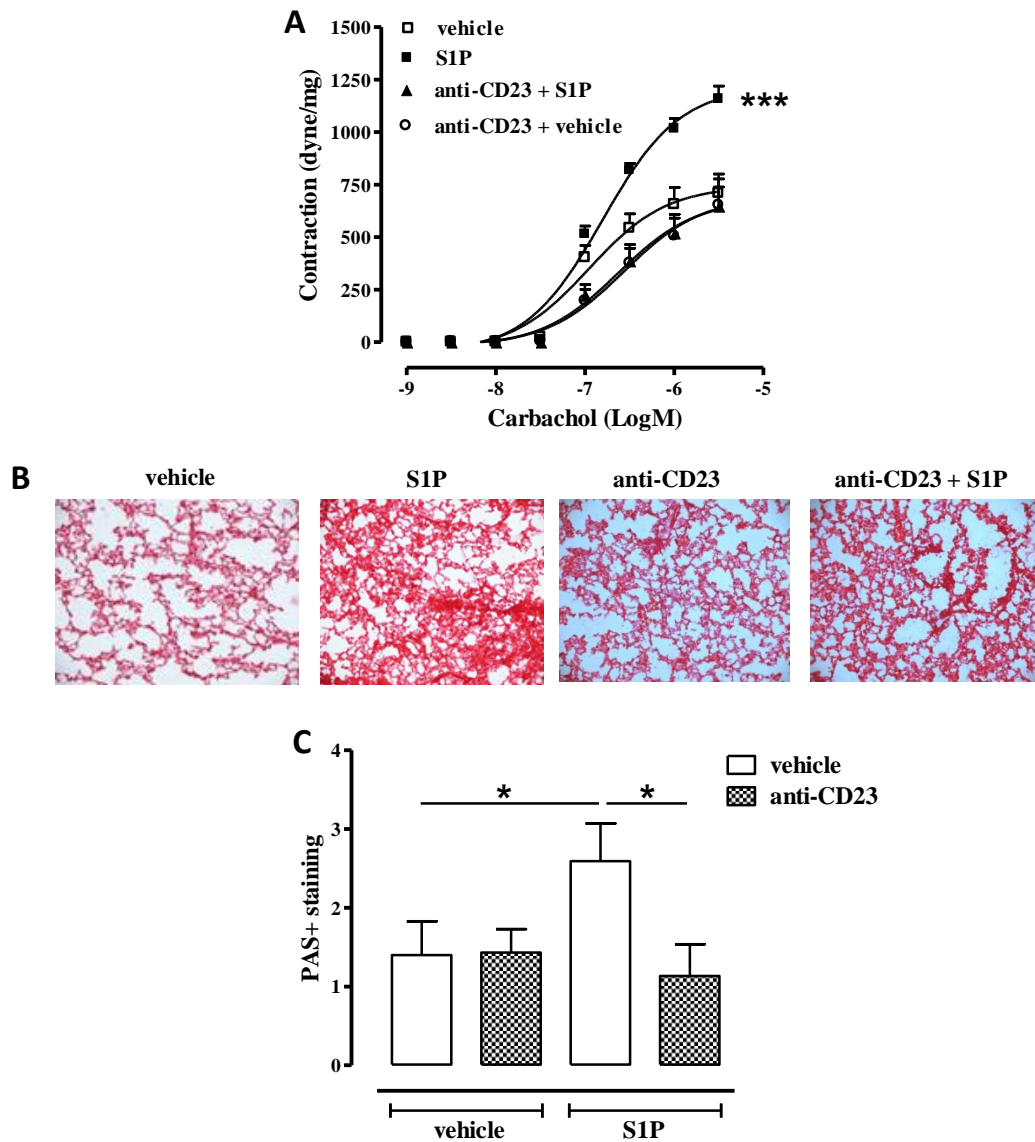 A
vehicle
S1P
anti-CD23 + S1P
anti-CD23 + vehicle
***
1500
1250
1000
750
500
250
0
Contraction (dyne/mg)
-9 -8 -7 -6 -5
Carbachol (LogM)
B
vehicle S1P anti-CD23 anti-CD23 + S1P
C
4
3
2
1
0
PAS+ staining
* *
vehicle
anti-CD23
vehicle S1P